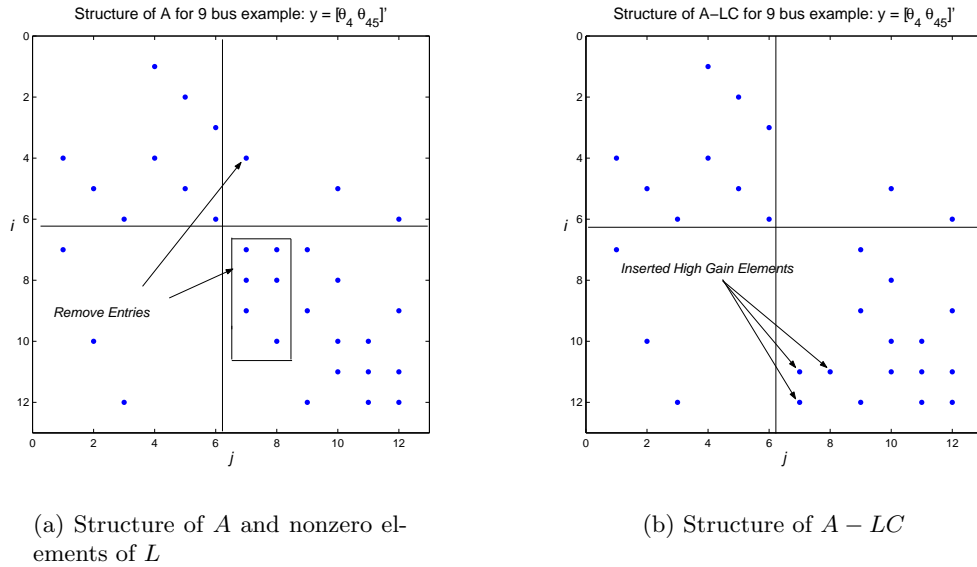 Structure of A for 9 bus example: y = [θ4 θ45]'
0
2
4
6
8
10
12
i
Remove Entries
0 2 4 6 8 10 12
j
(a) Structure of A and nonzero el-
ements of L
Structure of A−LC for 9 bus example: y = [θ4 θ45]'
0
2
4
6
8
10
12
i
Inserted High Gain Elements
0 2 4 6 8 10 12
j
(b) Structure of A − LC